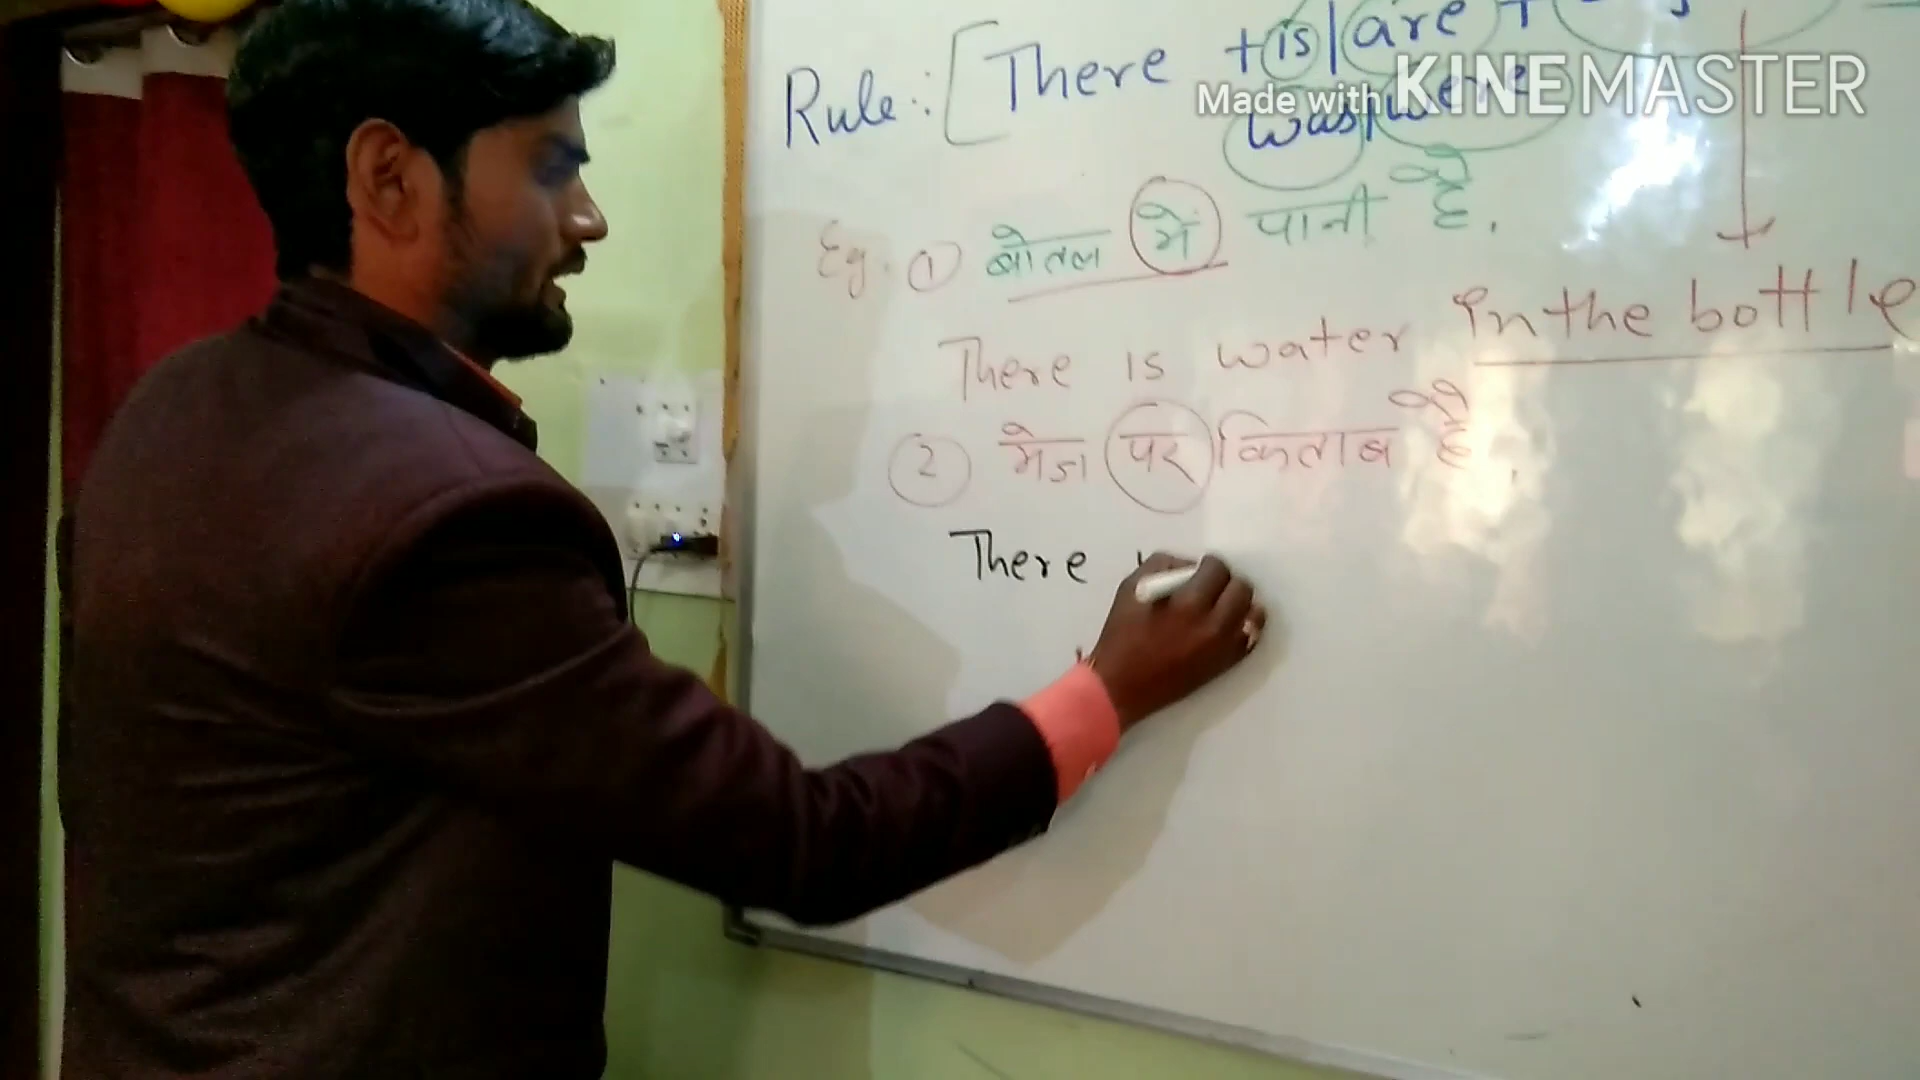 Rule: [ There + is | are +
was | were
Made with KINEMASTER
Eg. ① बोतल में पानी है.
There is water in the bottle
② मेज पर किताब है.
There